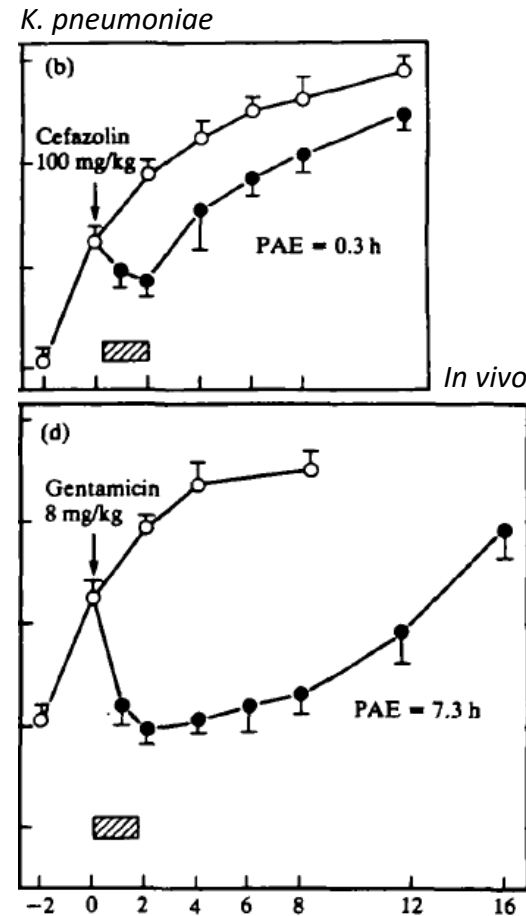 K. pneumoniae
(b)
Cefazolin
100 mg/kg
PAE = 0.3 h
In vivo
(d)
Gentamicin
8 mg/kg
PAE = 7.3 h
−2 0 2 4 6 8 12 16